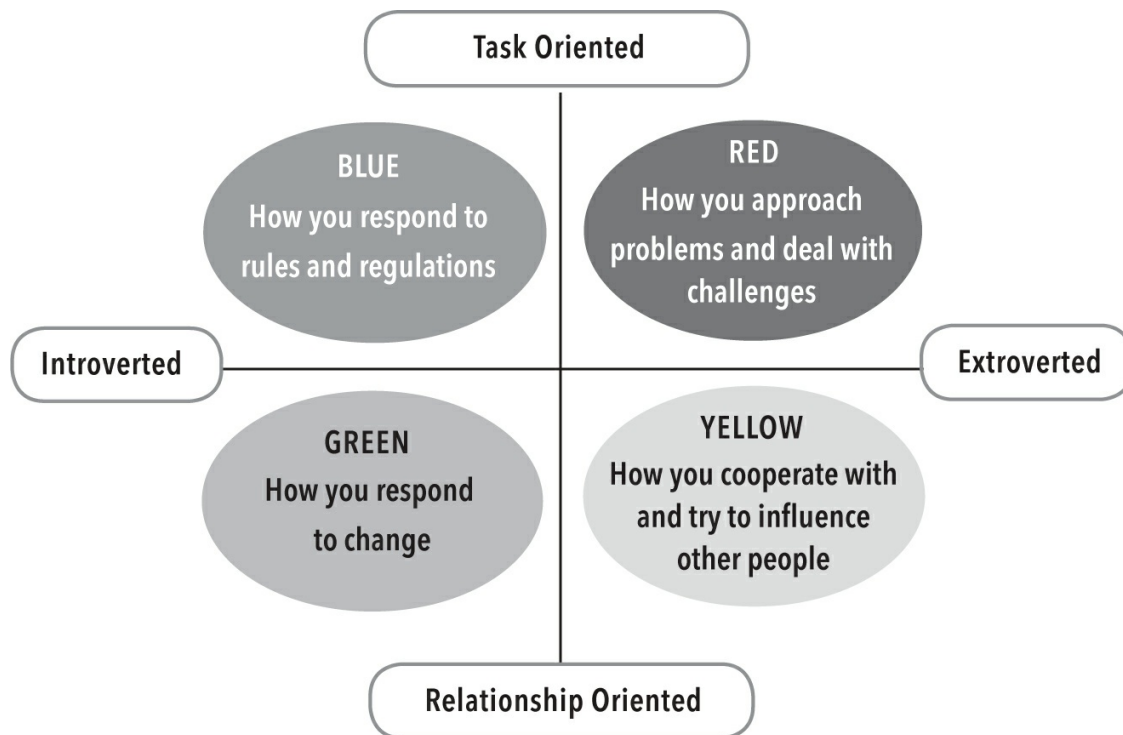 Task Oriented
BLUE
How you respond to
rules and regulations
RED
How you approach
problems and deal with
challenges
Introverted
Extroverted
GREEN
How you respond
to change
YELLOW
How you cooperate with
and try to influence
other people
Relationship Oriented